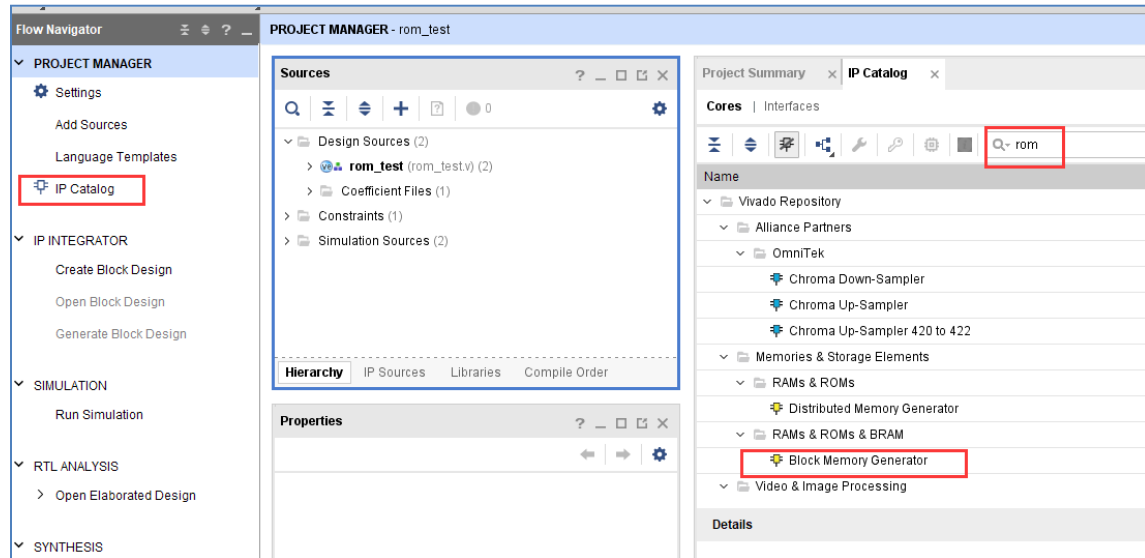 Flow Navigator
PROJECT MANAGER
Settings
Add Sources
Language Templates
IP Catalog
IP INTEGRATOR
Create Block Design
Open Block Design
Generate Block Design
SIMULATION
Run Simulation
RTL ANALYSIS
Open Elaborated Design
SYNTHESIS
PROJECT MANAGER - rom_test
Sources
0
Design Sources (2)
rom_test (rom_test.v) (2)
Coefficient Files (1)
Constraints (1)
Simulation Sources (2)
Hierarchy IP Sources Libraries Compile Order
Properties
Project Summary IP Catalog
Cores | Interfaces
rom
Name
Vivado Repository
Alliance Partners
OmniTek
Chroma Down-Sampler
Chroma Up-Sampler
Chroma Up-Sampler 420 to 422
Memories & Storage Elements
RAMs & ROMs
Distributed Memory Generator
RAMs & ROMs & BRAM
Block Memory Generator
Video & Image Processing
Details